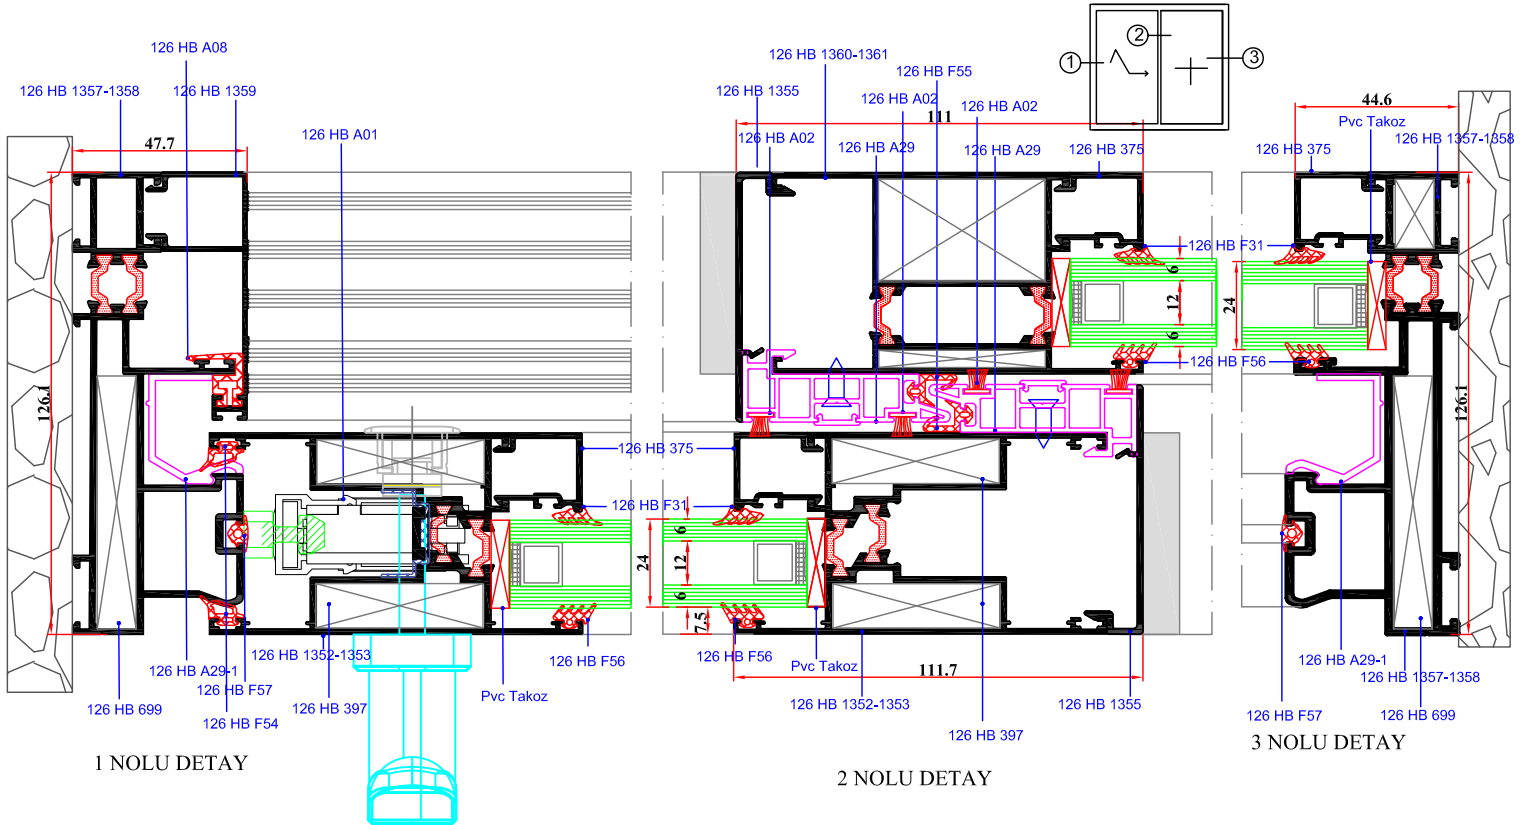 126 HB A08
126 HB 1357-1358
126 HB 1359
126 HB A01
47.7
126.1
126 HB 1360-1361
126 HB F55
126 HB 1355
126 HB A02
126 HB A02
111
126 HB A02
126 HB A29
126 HB A29
126 HB 375
1
2
3
44.6
Pvc Takoz
126 HB 375
126 HB 1357-1358
126 HB F31
6
12
6
24
126 HB F56
126.1
126 HB 375
126 HB F31
24
6
12
6
7.5
126 HB A29-1
126 HB F57
126 HB F54
126 HB 699
126 HB 1352-1353
126 HB 397
Pvc Takoz
126 HB F56
126 HB F56
Pvc Takoz
111.7
126 HB 1352-1353
126 HB 397
126 HB 1355
126 HB A29-1
126 HB 1357-1358
126 HB F57
126 HB 699
1 NOLU DETAY
2 NOLU DETAY
3 NOLU DETAY